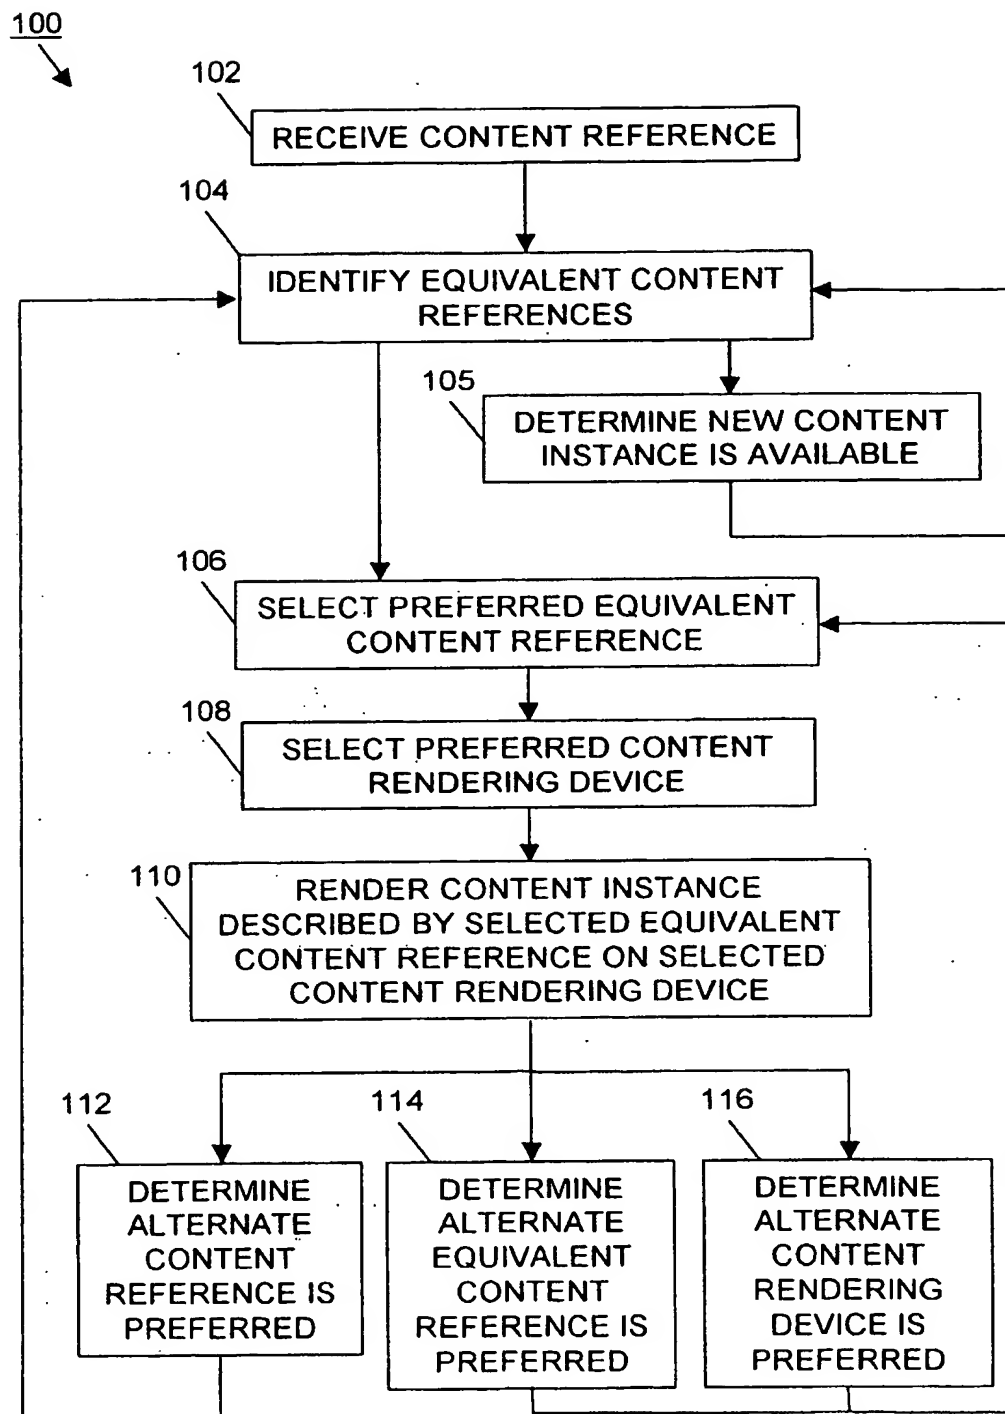 100
102
RECEIVE CONTENT REFERENCE
104
IDENTIFY EQUIVALENT CONTENT
REFERENCES
105
DETERMINE NEW CONTENT
INSTANCE IS AVAILABLE
106
SELECT PREFERRED EQUIVALENT
CONTENT REFERENCE
108
SELECT PREFERRED CONTENT
RENDERING DEVICE
110
RENDER CONTENT INSTANCE
DESCRIBED BY SELECTED EQUIVALENT
CONTENT REFERENCE ON SELECTED
CONTENT RENDERING DEVICE
112
DETERMINE
ALTERNATE
CONTENT
REFERENCE IS
PREFERRED
114
DETERMINE
ALTERNATE
EQUIVALENT
CONTENT
REFERENCE IS
PREFERRED
116
DETERMINE
ALTERNATE
CONTENT
RENDERING
DEVICE IS
PREFERRED